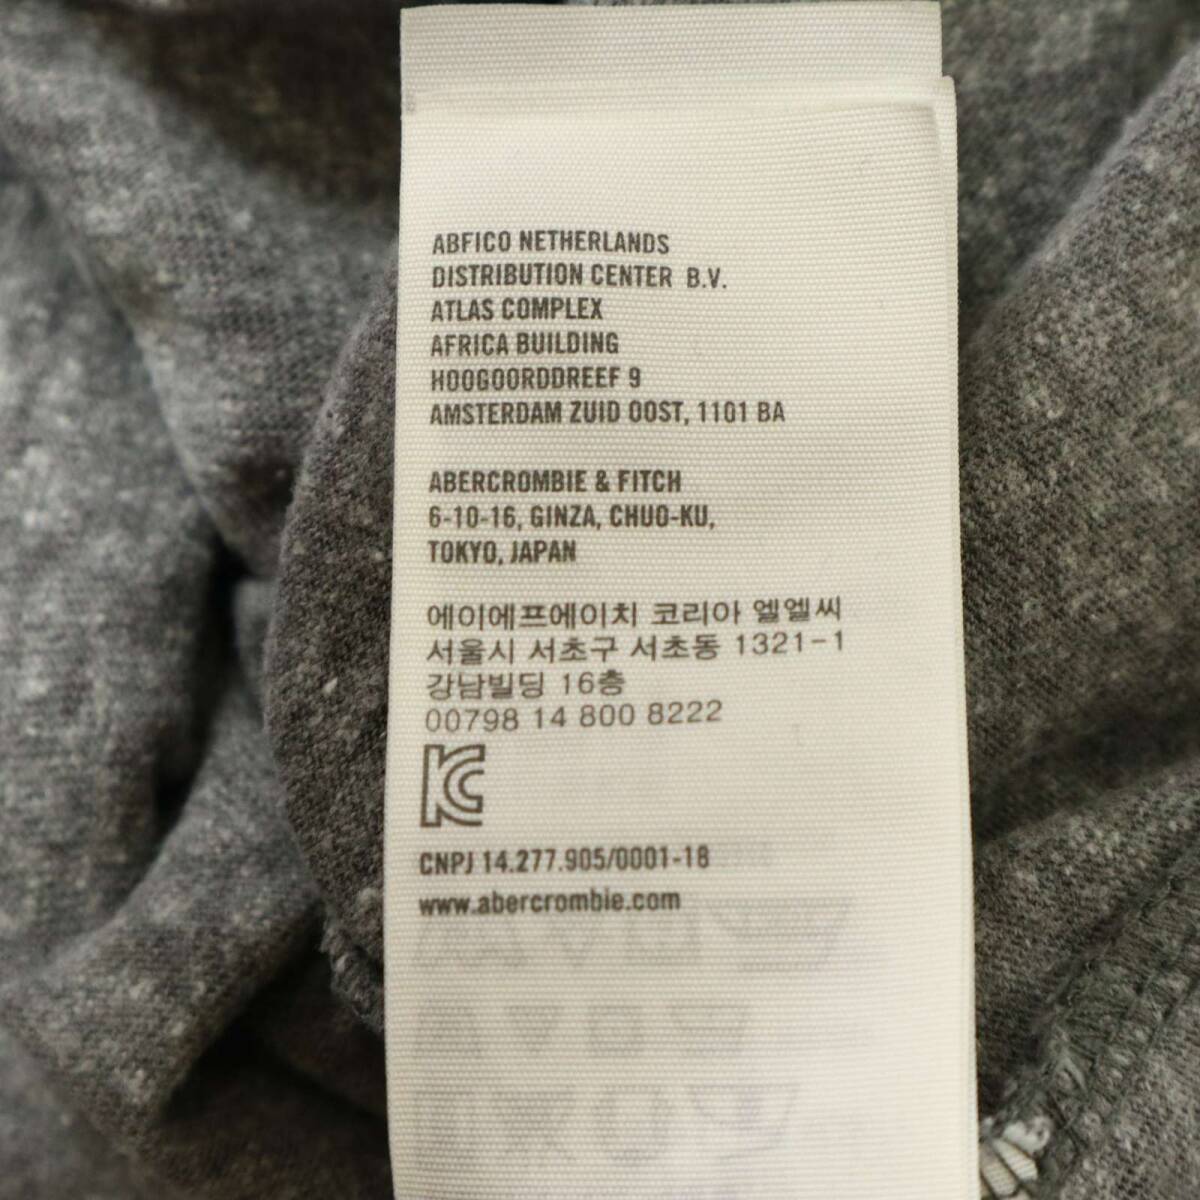 ABFICO NETHERLANDS
DISTRIBUTION CENTER B.V.
ATLAS COMPLEX
AFRICA BUILDING
HOOGOORDDREEF 9
AMSTERDAM ZUID OOST, 1101 BA
ABERCROMBIE & FITCH
6-10-16, GINZA, CHUO-KU,
TOKYO, JAPAN
에이에프에이치 코리아 엘엘씨
서울시 서초구 서초동 1321-1
강남빌딩 16층
00798 14 800 8222
KC
CNPJ 14.277.905/0001-18
www.abercrombie.com